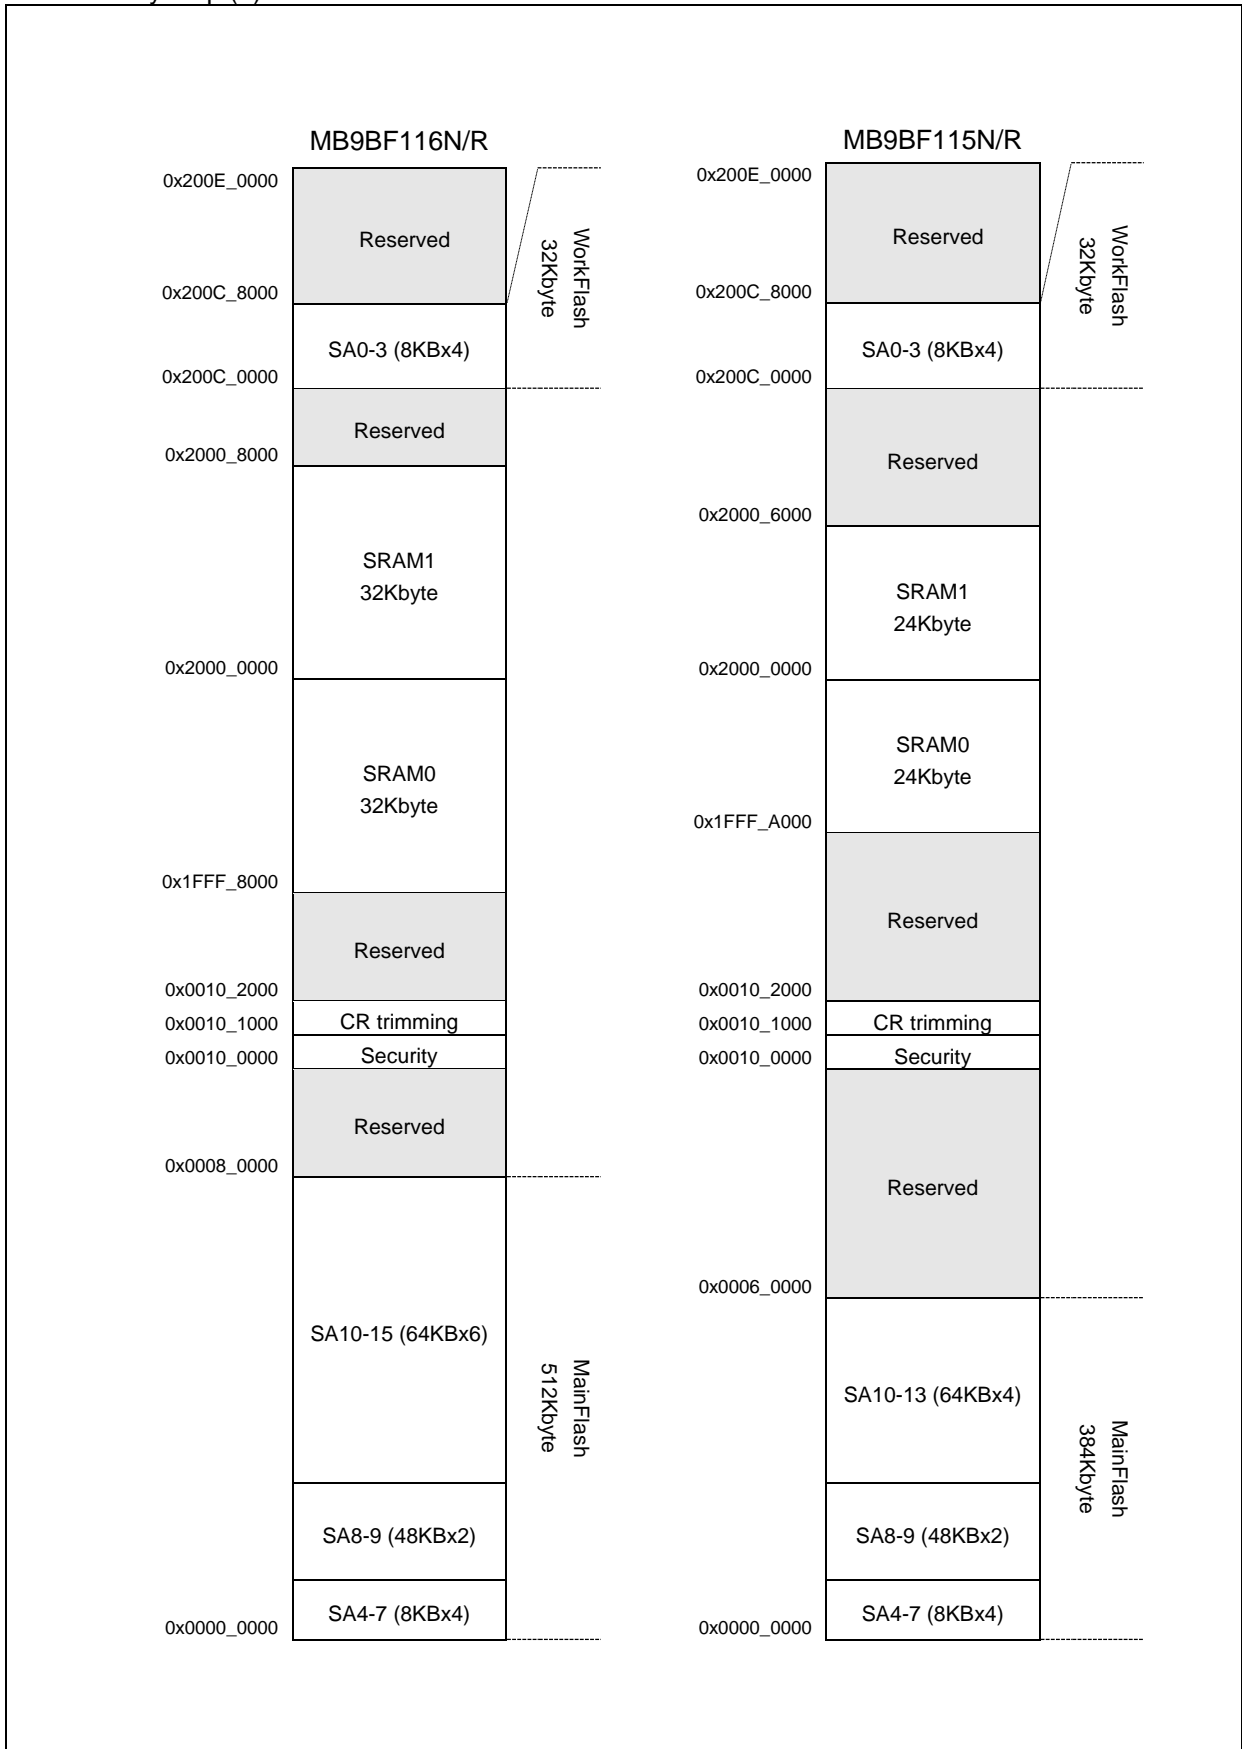 MB9BF116N/R
0x200E_0000
Reserved
0x200C_8000
SA0-3 (8KBx4)
0x200C_0000
Reserved
0x2000_8000
SRAM1
32Kbyte
0x2000_0000
SRAM0
32Kbyte
0x1FFF_8000
Reserved
0x0010_2000
CR trimming
0x0010_1000
Security
0x0010_0000
Reserved
0x0008_0000
SA10-15 (64KBx6)
SA8-9 (48KBx2)
SA4-7 (8KBx4)
0x0000_0000
WorkFlash
32Kbyte
MainFlash
512Kbyte
MB9BF115N/R
0x200E_0000
Reserved
0x200C_8000
SA0-3 (8KBx4)
0x200C_0000
Reserved
0x2000_6000
SRAM1
24Kbyte
0x2000_0000
SRAM0
24Kbyte
0x1FFF_A000
Reserved
0x0010_2000
CR trimming
0x0010_1000
Security
0x0010_0000
Reserved
0x0006_0000
SA10-13 (64KBx4)
SA8-9 (48KBx2)
SA4-7 (8KBx4)
0x0000_0000
WorkFlash
32Kbyte
MainFlash
384Kbyte